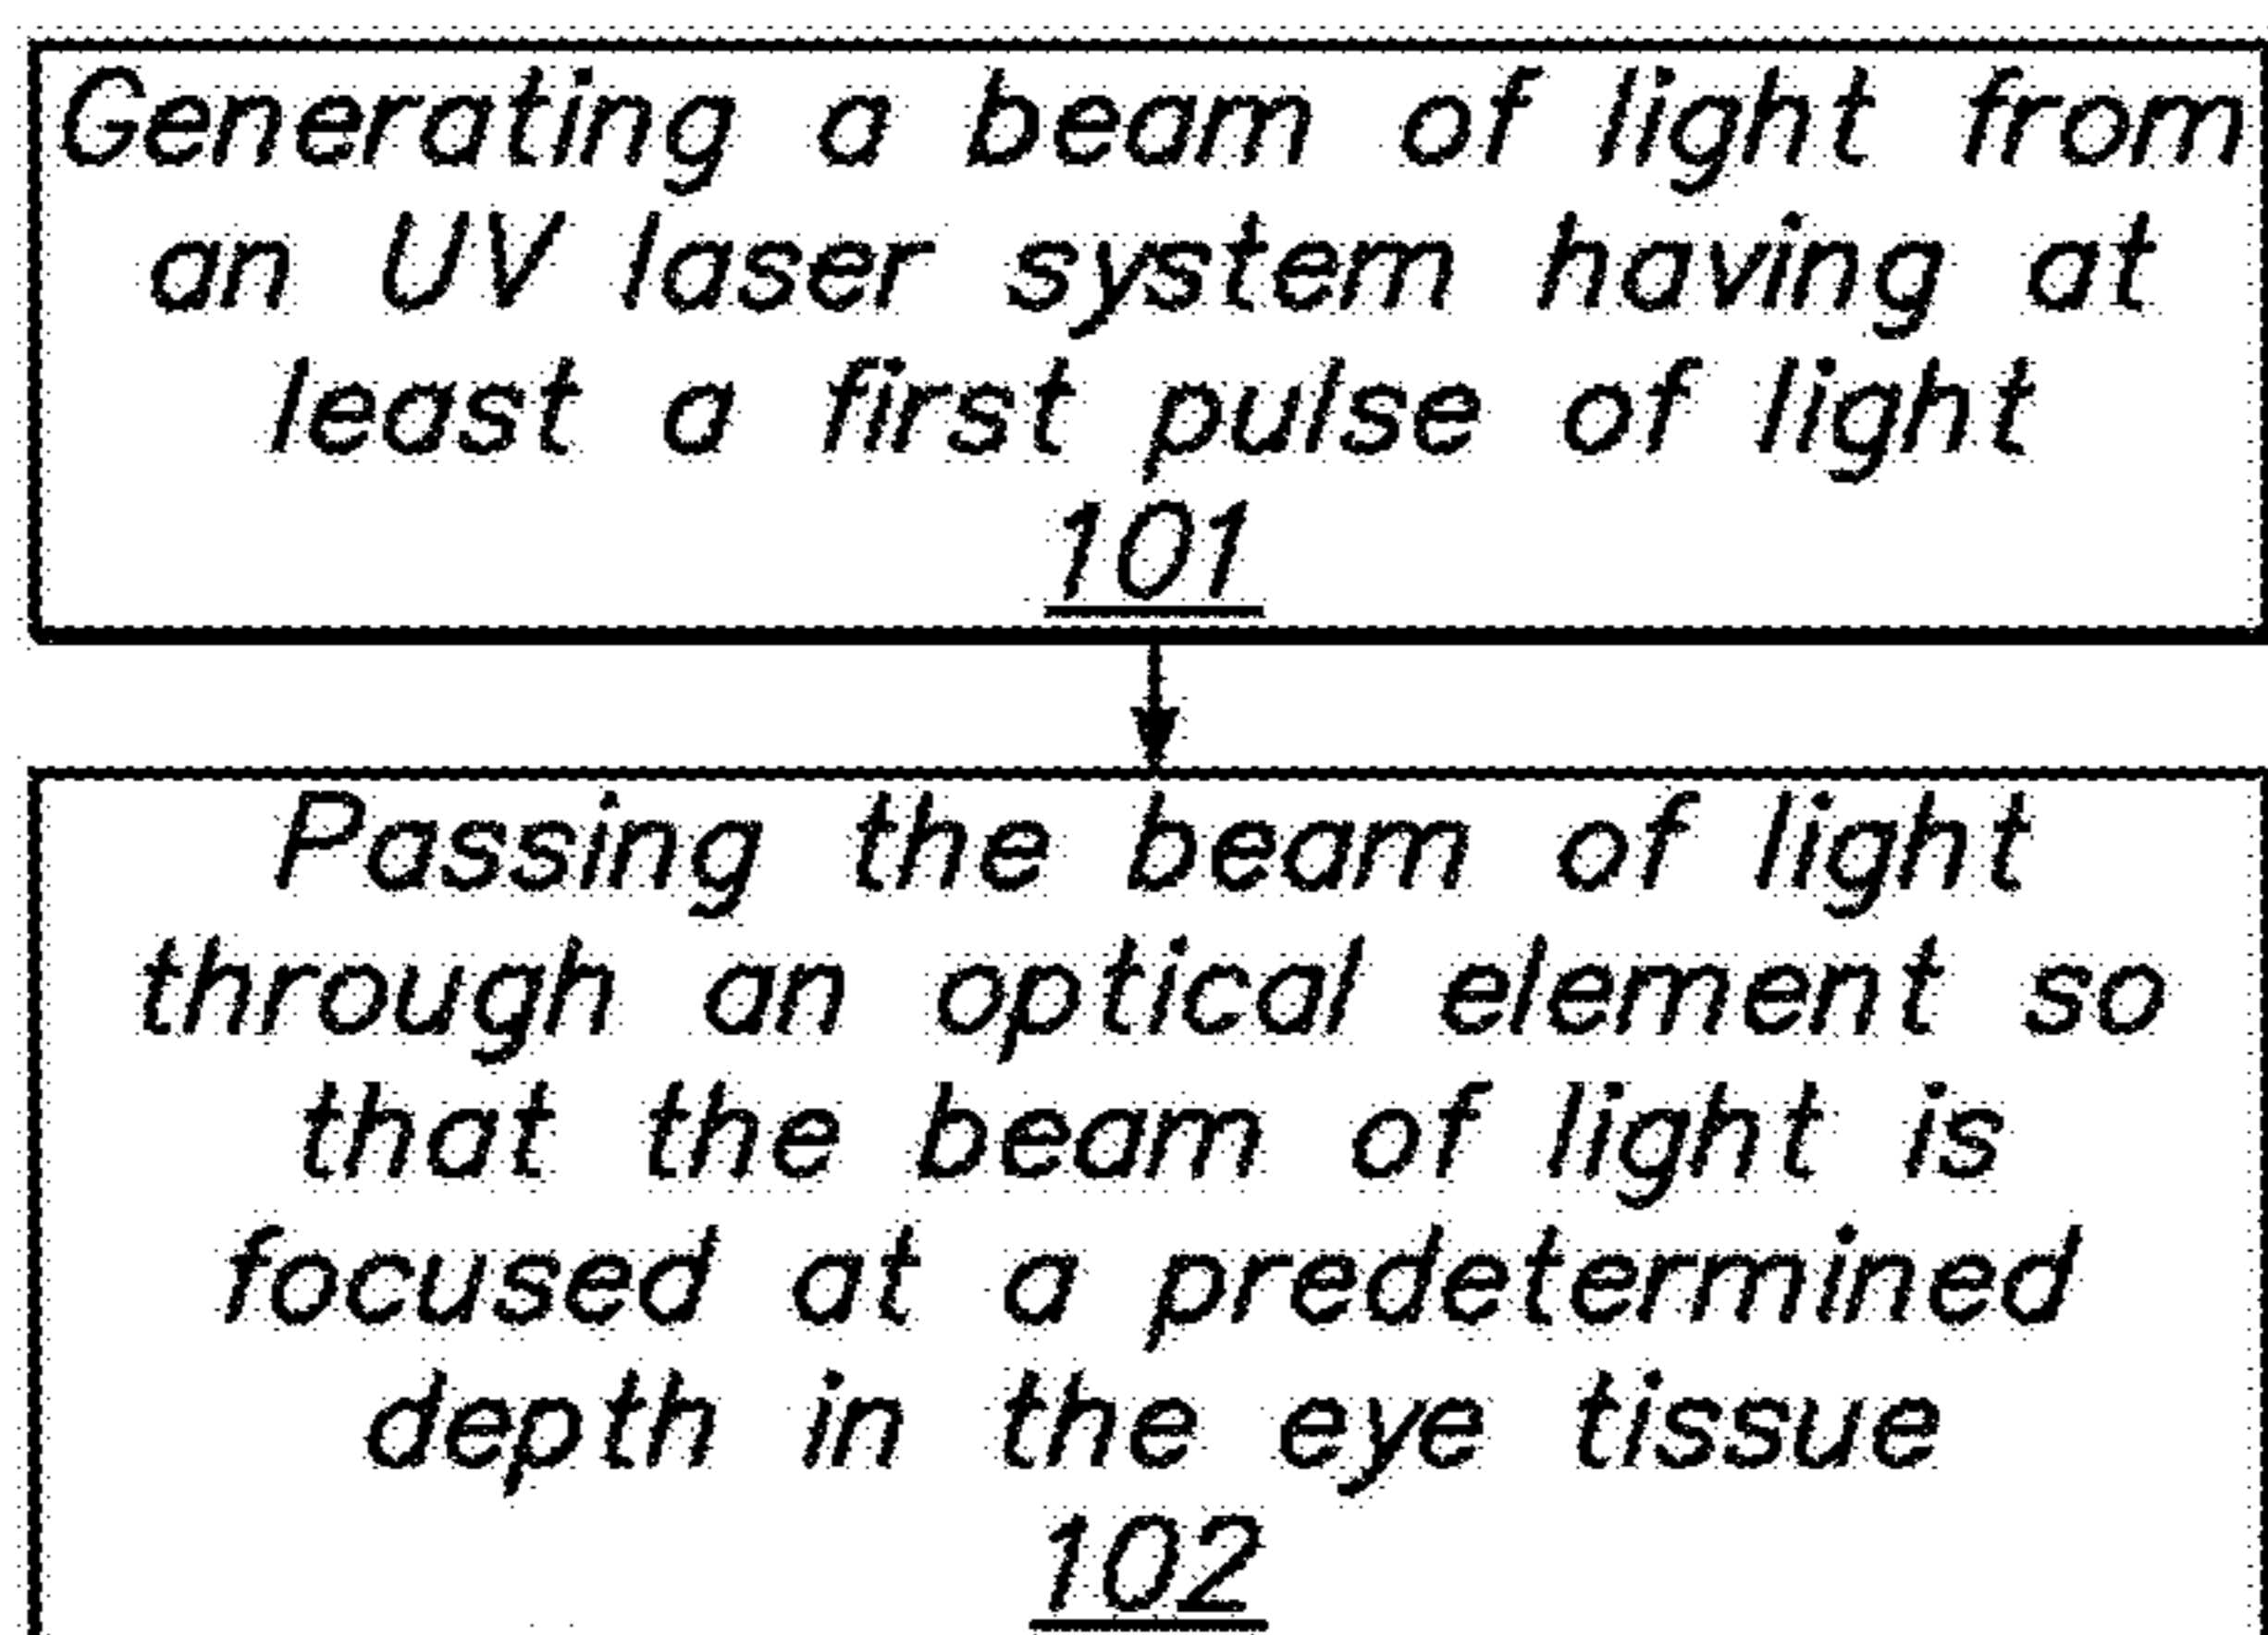 Generating a beam of light from
an UV laser system having at
least a first pulse of light
101
Passing the beam of light
through an optical element so
that the beam of light is
focused at a predetermined
depth in the eye tissue
102